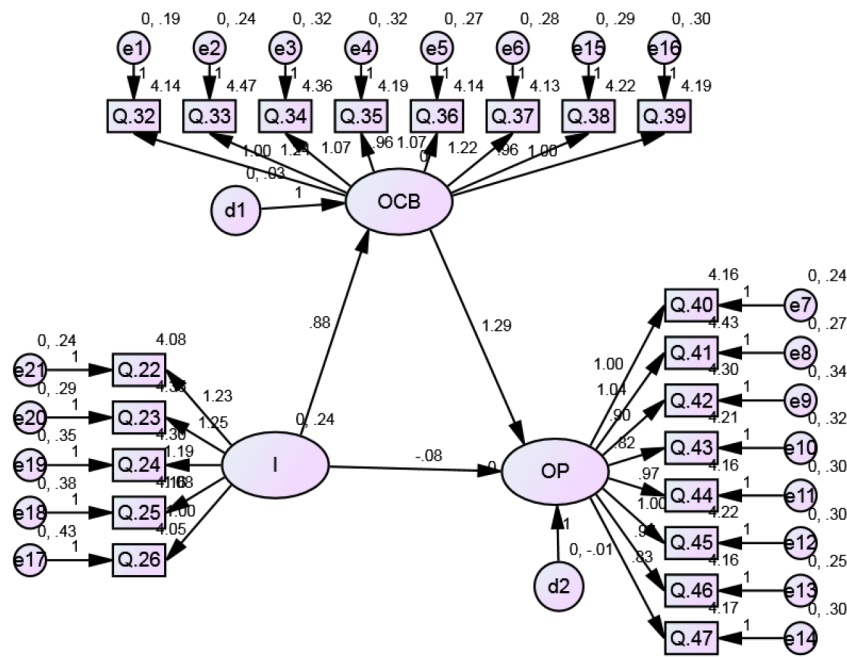 0, .19 0, .24 0, .32 0, .32 0, .27 0, .28 0, .29 0, .30
e1 e2 e3 e4 e5 e6 e15 e16
1 1 1 1 1 1 1 1
4.14 4.47 4.36 4.19 4.14 4.13 4.22 4.19
Q.32 Q.33 Q.34 Q.35 Q.36 Q.37 Q.38 Q.39
1.00 1.07 .96 1.07 1.22 .96 1.00
0, .03 0
d1 1 OCB
.88 1.29
4.16 0, .24
Q.40 1 e7
4.43 0, .27
Q.41 1 e8
4.30 0, .34
Q.42 1 e9
4.21 0, .32
Q.43 1 e10
4.16 0, .30
Q.44 1 e11
4.22 0, .30
Q.45 1 e12
4.16 0, .25
Q.46 1 e13
4.17 0, .30
Q.47 1 e14
1.00
1.04
.90
.82
.97
1.00
.83
0, .24 4.08
e21 1 Q.22
0, .29
e20 1 Q.23
0, .35 4.30
e19 1 Q.24
0, .38
e18 1 Q.25
0, .43 4.05
e17 1 Q.26
1.23
1.25
1.19
1.00
0, .24
I -.08 0 OP
1
0, -.01
d2